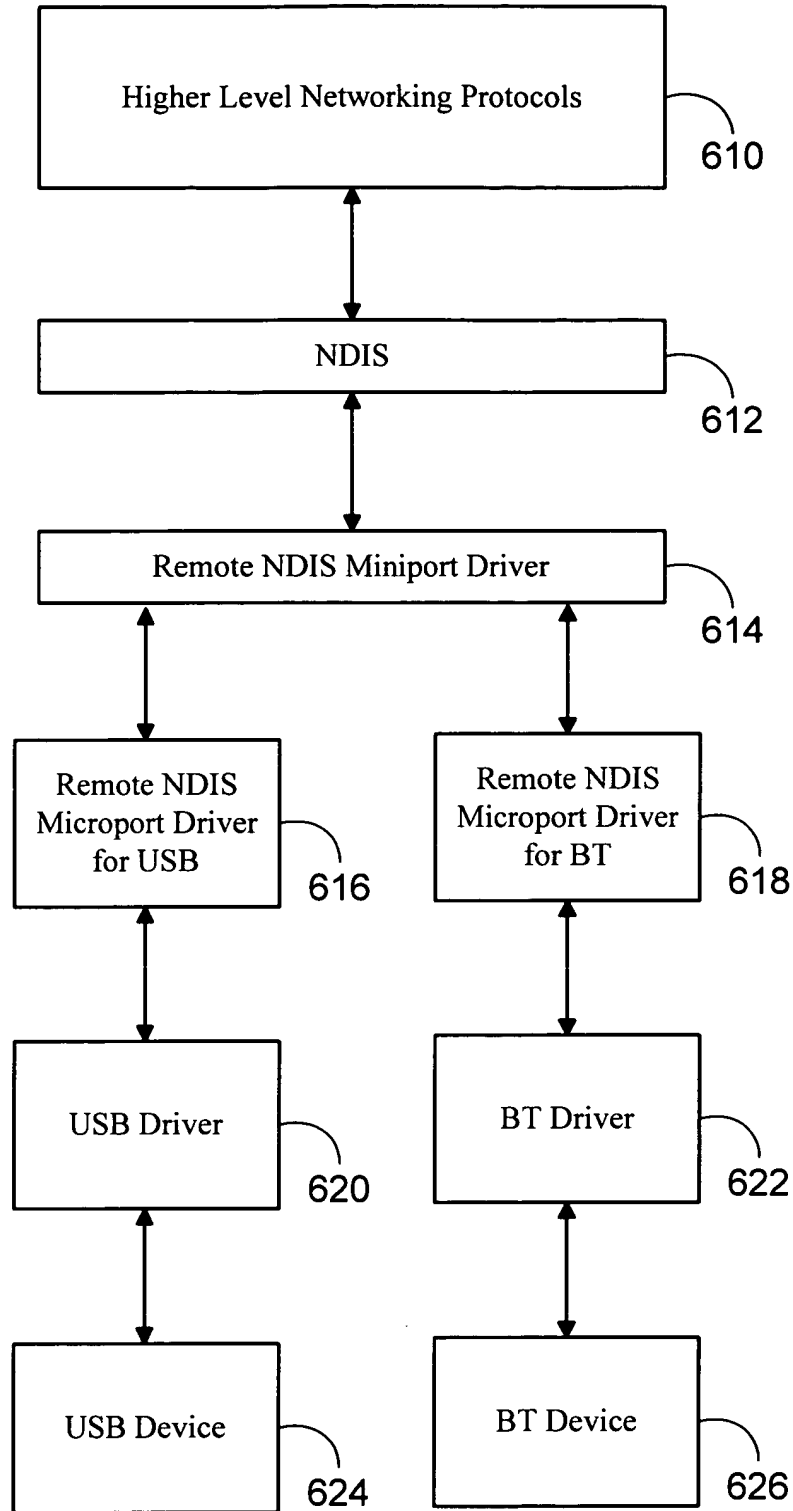 Higher Level Networking Protocols
610
NDIS
612
Remote NDIS Miniport Driver
614
Remote NDIS
Microport Driver
for USB
616
Remote NDIS
Microport Driver
for BT
618
USB Driver
620
BT Driver
622
USB Device
624
BT Device
626